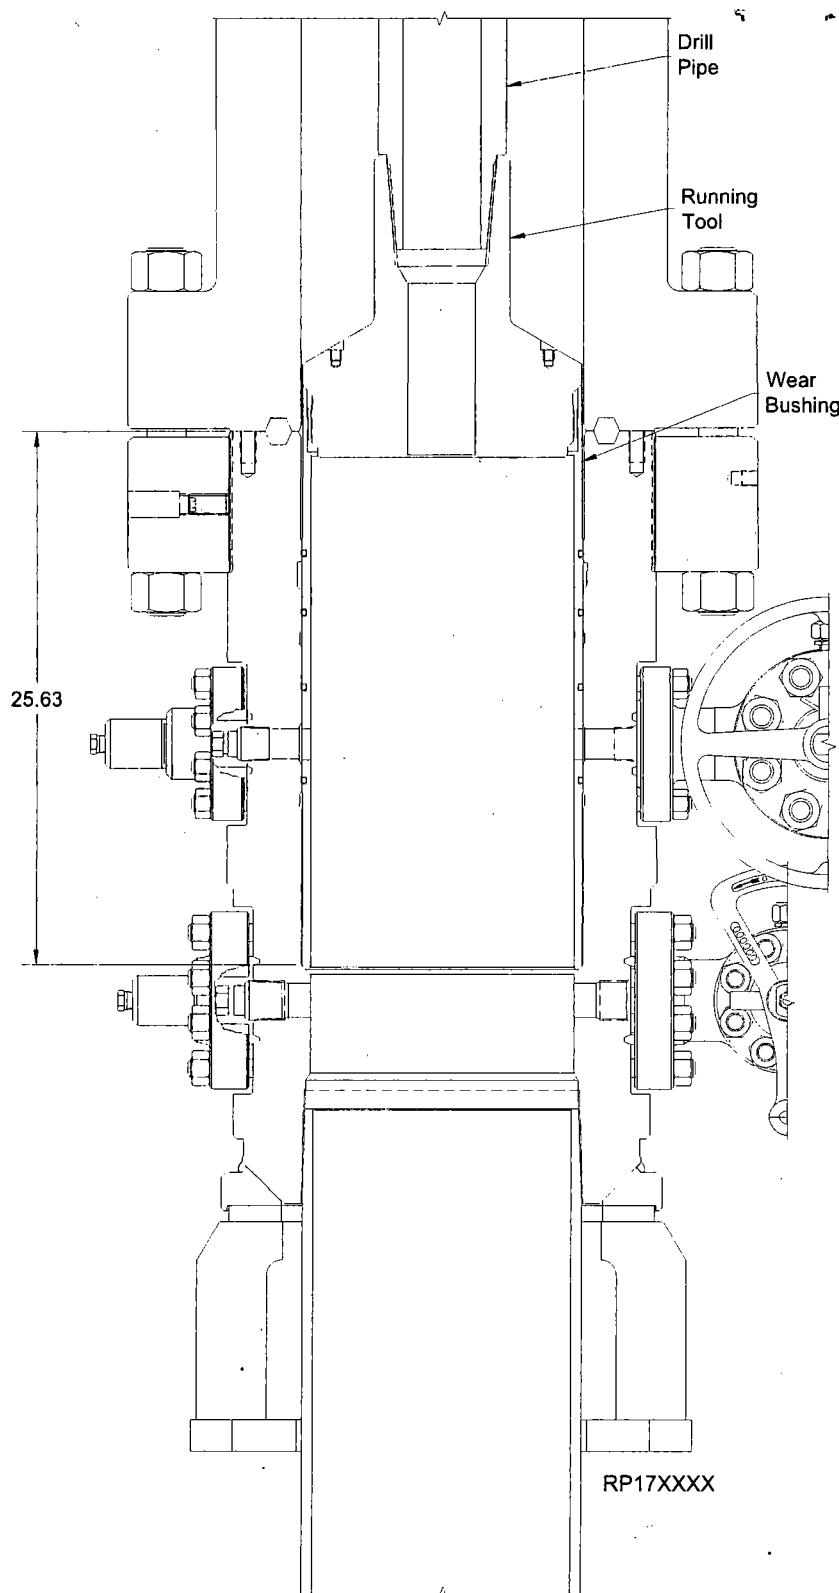 Drill
Pipe
Running
Tool
Wear
Bushing
25.63
RP17XXXX